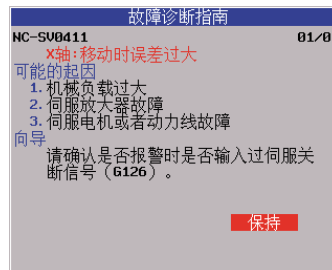 故障诊断指南
NC-SV0411 01/0
X轴:移动时误差过大
可能的起因
1. 机械负载过大
2. 伺服放大器故障
3. 伺服电机或者动力线故障
向导
请确认是否报警时是否输入过伺服关
断信号（G126）。
保持